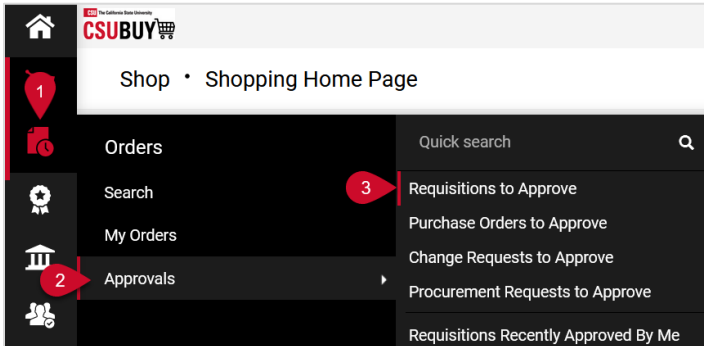 CSU The California State University
CSUBUY
Shop • Shopping Home Page
1
Orders
Quick search
Search
3
Requisitions to Approve
Purchase Orders to Approve
My Orders
Change Requests to Approve
2
Approvals
Procurement Requests to Approve
Requisitions Recently Approved By Me